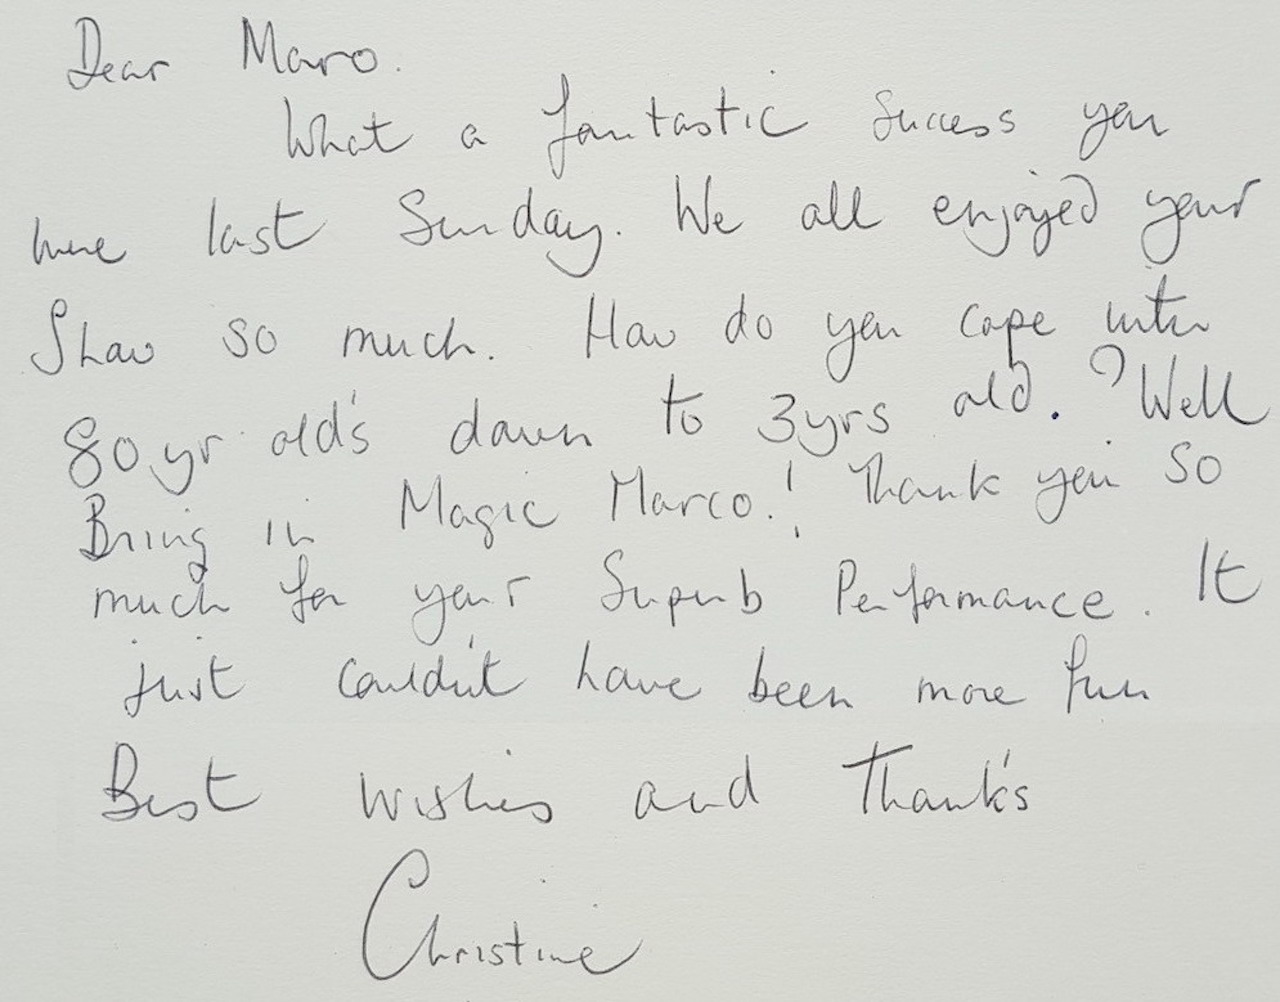 Dear Maro.
What a fantastic success you
were last Sunday. We all enjoyed your
Show so much. How do you cope with
80 yr old's down to 3yrs old. ? Well
Bring in Magic Marco.! Thank you so
much for your Superb Performance. It
just couldn't have been more fun
Best wishes and Thank's
Christine